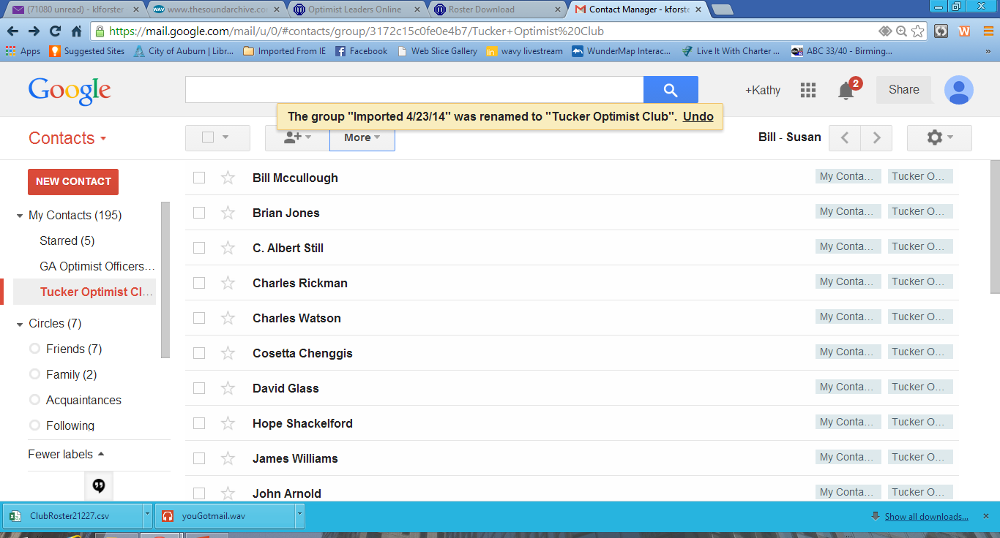 (71080 unread) - klforster
WAV www.thesoundarchive.co
Optimist Leaders Online
Roster Download
Contact Manager - kforste
https://mail.google.com/mail/u/0/#contacts/group/3172c15c0fe0e4b7/Tucker+Optimist%20Club
Apps Suggested Sites City of Auburn | Libr... Imported From IE Facebook Web Slice Gallery wavy livestream WunderMap Interac... Live It With Charter ... ABC 33/40 - Birming... »
Google
+Kathy
2
Share
The group "Imported 4/23/14" was renamed to "Tucker Optimist Club". Undo
Contacts
More
Bill - Susan
NEW CONTACT
My Contacts (195)
Starred (5)
GA Optimist Officers...
Tucker Optimist Cl...
Circles (7)
Friends (7)
Family (2)
Acquaintances
Following
Fewer labels
Bill Mccullough My Conta... Tucker O...
Brian Jones My Conta... Tucker O...
C. Albert Still My Conta... Tucker O...
Charles Rickman My Conta... Tucker O...
Charles Watson My Conta... Tucker O...
Cosetta Chenggis My Conta... Tucker O...
David Glass My Conta... Tucker O...
Hope Shackelford My Conta... Tucker O...
James Williams My Conta... Tucker O...
John Arnold My Conta... Tucker O...
ClubRoster21227.csv
youGotmail.wav
Show all downloads...